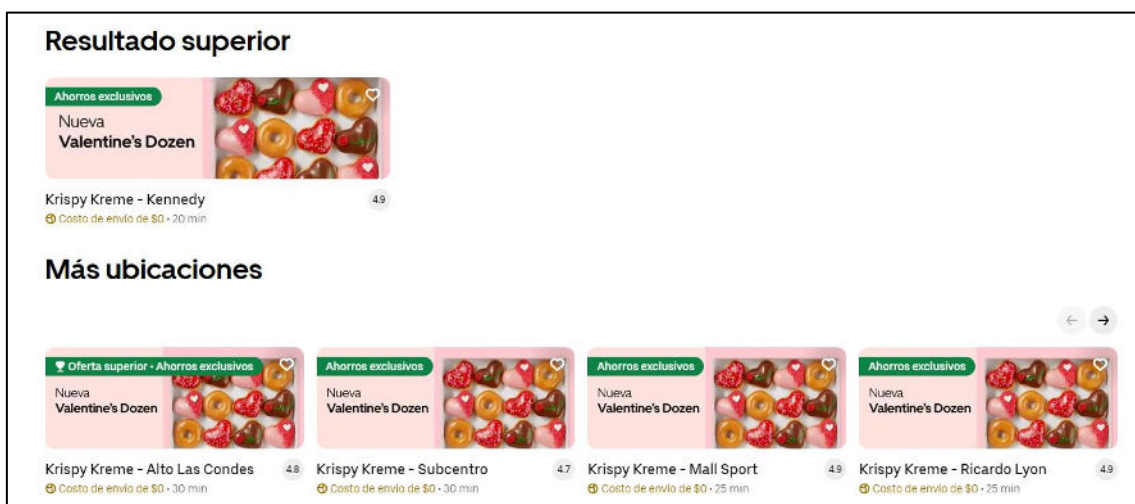 Resultado superior
Ahorros exclusivos
Nueva
Valentine's Dozen
Krispy Kreme - Kennedy 4.9
Costo de envío de $0 • 20 min
Más ubicaciones
Oferta superior • Ahorros exclusivos
Nueva
Valentine's Dozen
Krispy Kreme - Alto Las Condes 4.8
Costo de envío de $0 • 30 min
Ahorros exclusivos
Nueva
Valentine's Dozen
Krispy Kreme - Subcentro 4.7
Costo de envío de $0 • 30 min
Ahorros exclusivos
Nueva
Valentine's Dozen
Krispy Kreme - Mall Sport 4.9
Costo de envío de $0 • 25 min
Ahorros exclusivos
Nueva
Valentine's Dozen
Krispy Kreme - Ricardo Lyon 4.9
Costo de envío de $0 • 25 min